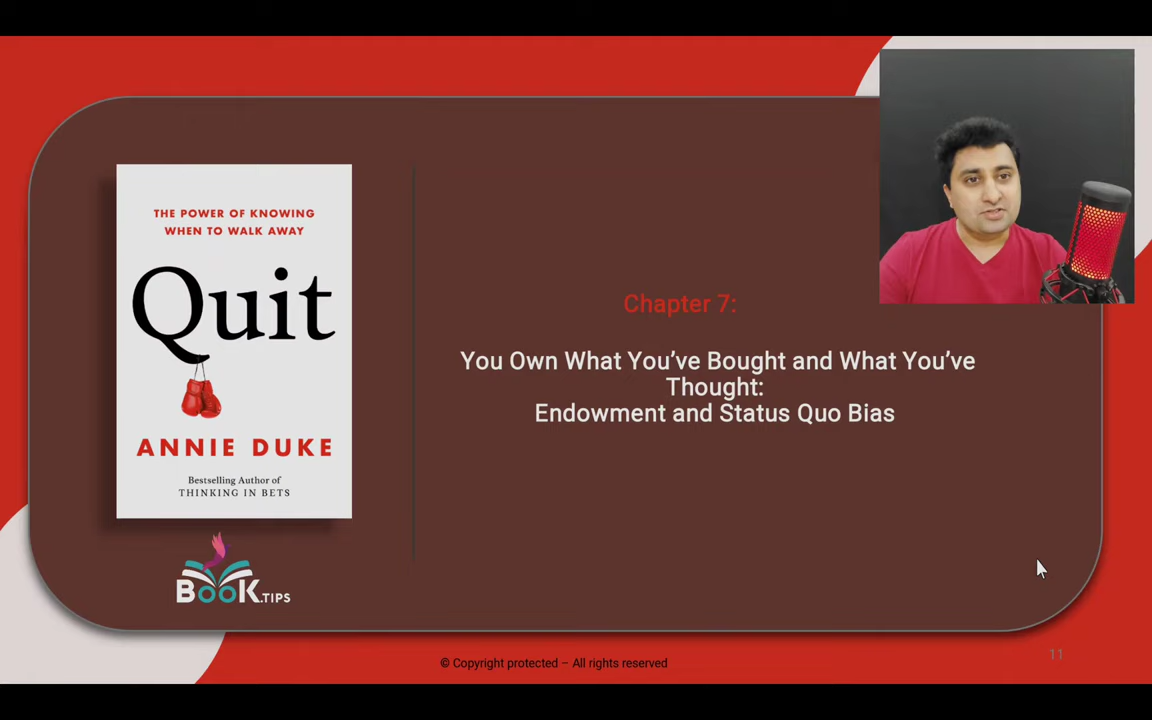 THE POWER OF KNOWING
WHEN TO WALK AWAY
Quit
ANNIE DUKE
Bestselling Author of
THINKING IN BETS
BooK.TIPS
Chapter 7:
You Own What You’ve Bought and What You’ve
Thought:
Endowment and Status Quo Bias
© Copyright protected – All rights reserved
11